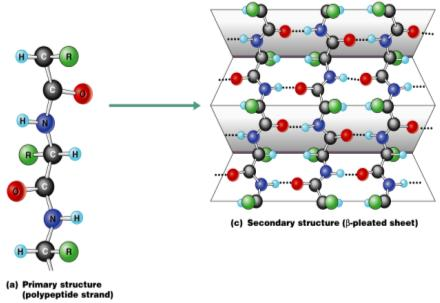 H C R
C O
H N
R C H
O C
N H
H C R
(c) Secondary structure (β-pleated sheet)
(a) Primary structure
(polypeptide strand)